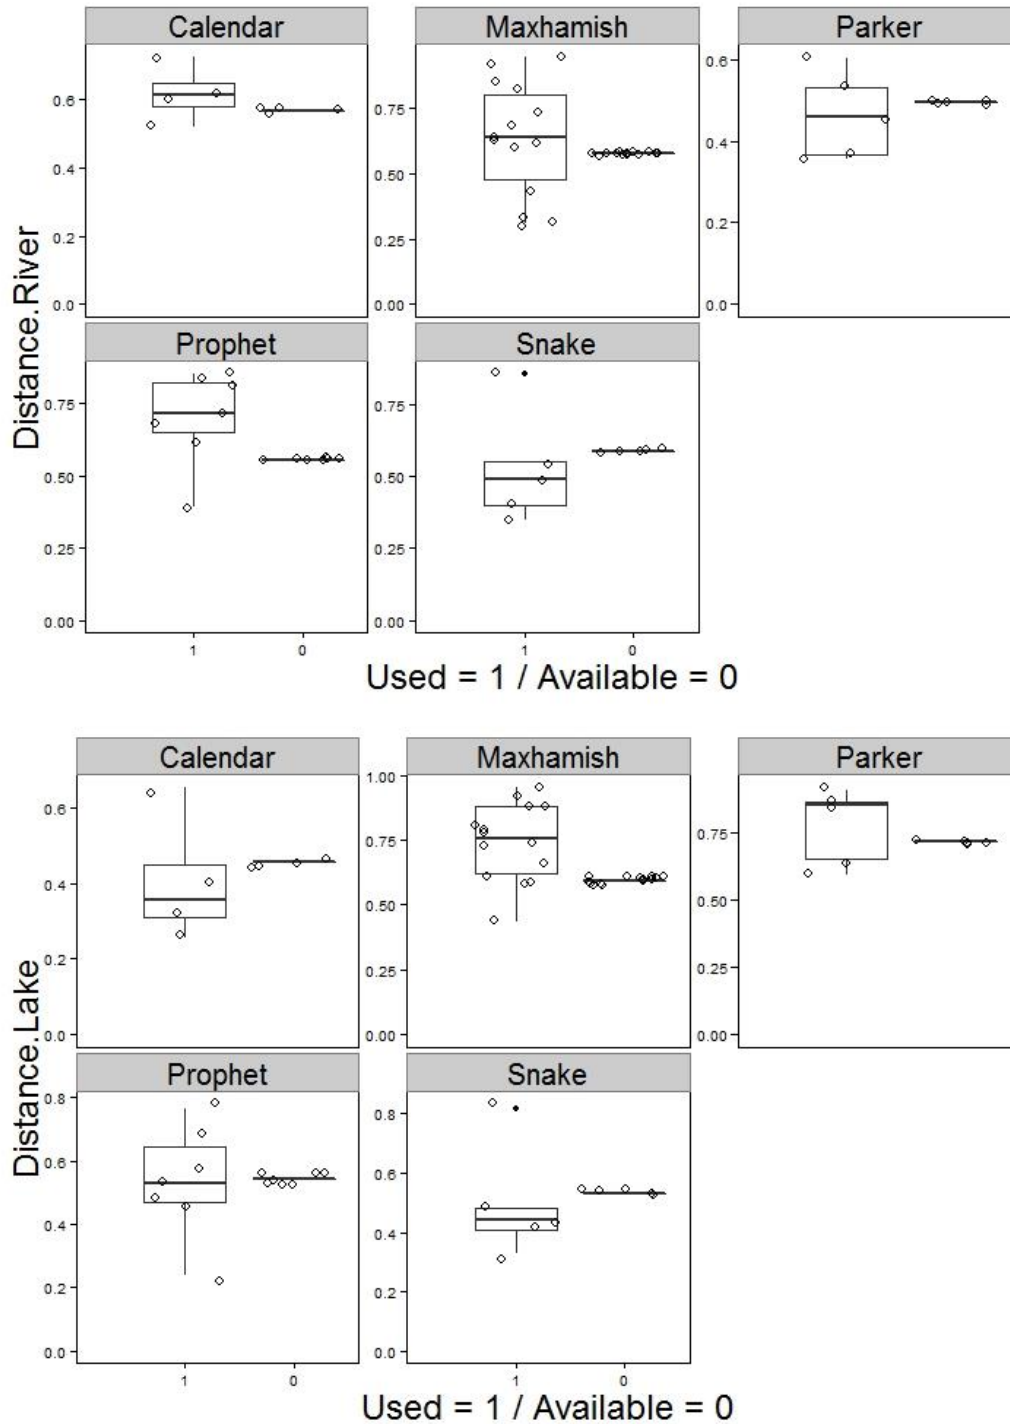 Calendar Maxhamish Parker
0.6 0.4 0.2 0.0
0.75 0.50 0.25 0.00
0.6 0.4 0.2 0.0
Distance.River
Prophet Snake
0.75 0.50 0.25 0.00
0.75 0.50 0.25 0.00
1 0 1 0
Used = 1 / Available = 0
Calendar Maxhamish Parker
0.6 0.4 0.2 0.0
1.00 0.75 0.50 0.25 0.00
0.75 0.50 0.25 0.00
Distance.Lake
Prophet Snake
0.8 0.6 0.4 0.2 0.0
0.8 0.6 0.4 0.2 0.0
1 0 1 0
Used = 1 / Available = 0